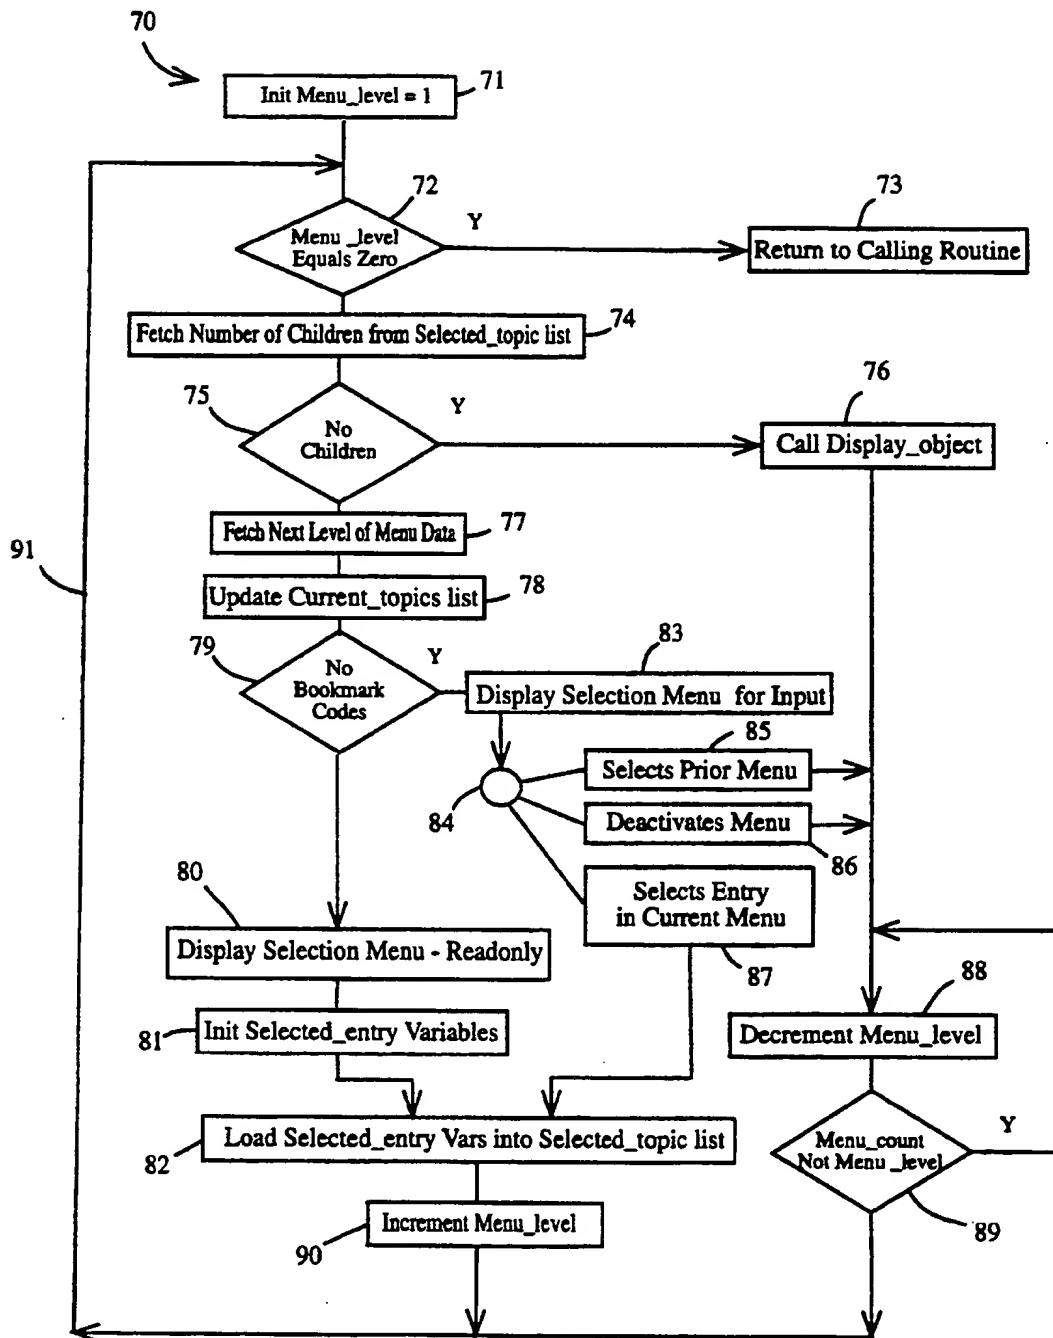 70
Init Menu_level = 1
71
72
Menu _level
Equals Zero
Y
73
Return to Calling Routine
Fetch Number of Children from Selected_topic list
74
75
No
Children
Y
76
Call Display_object
Fetch Next Level of Menu Data
77
91
Update Current_topics list
78
79
No
Bookmark
Codes
Y
83
Display Selection Menu for Input
84
85
Selects Prior Menu
Deactivates Menu
86
Selects Entry
in Current Menu
87
80
Display Selection Menu - Readonly
81
Init Selected_entry Variables
88
Decrement Menu_level
82
Load Selected_entry Vars into Selected_topic list
Menu_count
Not Menu _level
Y
89
Increment Menu_level
90